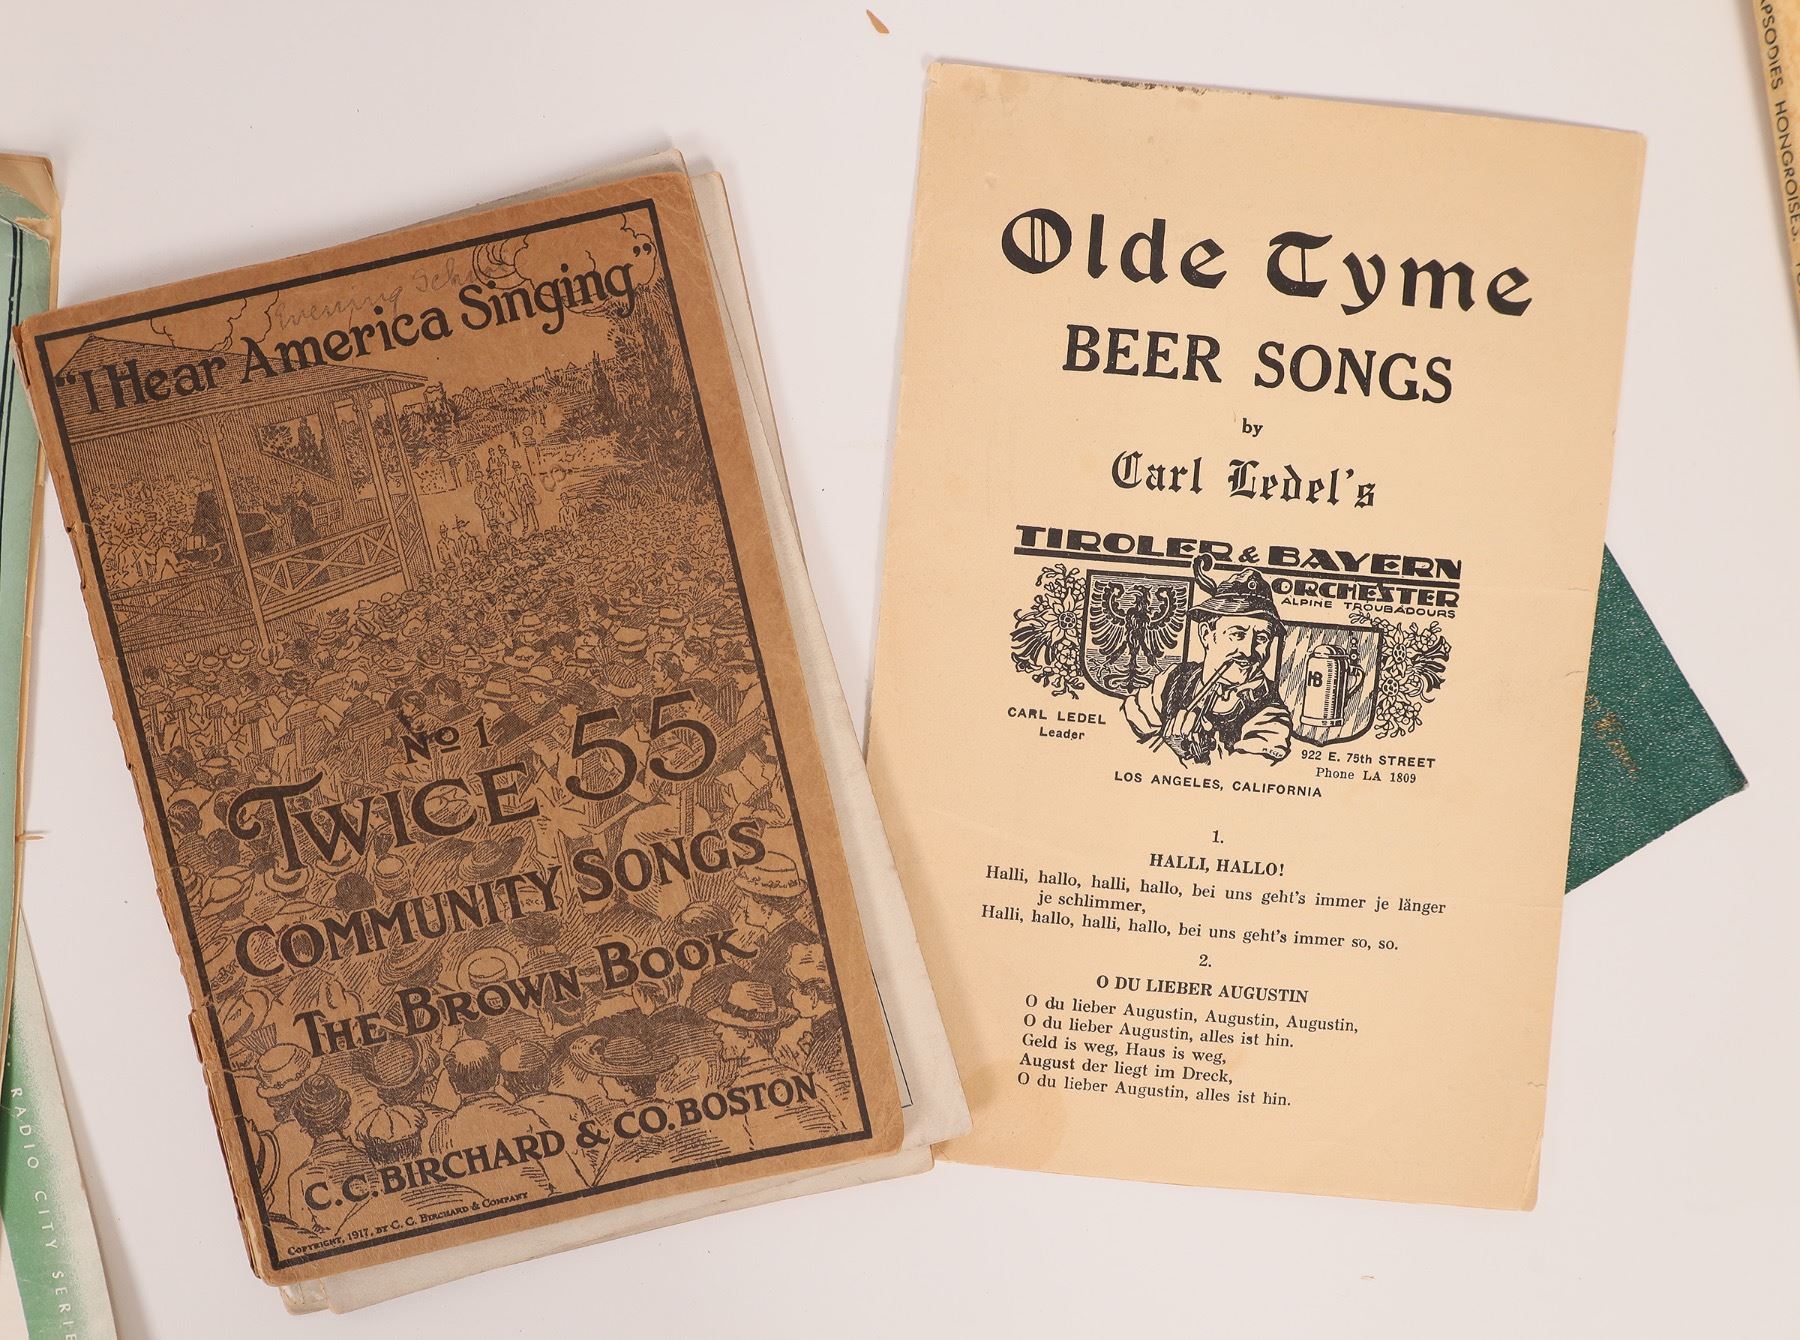 "I Hear America Singing"
Evening
No 1
TWICE 55
COMMUNITY SONGS
THE BROWN BOOK
C.C. BIRCHARD & CO. BOSTON
COPYRIGHT, 1917, BY C. C. BIRCHARD & COMPANY
Olde Tyme
BEER SONGS
by
Carl Ledel's
TIROLER & BAYERN
ORCHESTER
ALPINE TROUBADOURS
HB
CARL LEDEL
Leader
922 E. 75th STREET
Phone LA 1809
LOS ANGELES, CALIFORNIA
1.
HALLI, HALLO!
Halli, hallo, halli, hallo, bei uns geht's immer je länger
je schlimmer,
Halli, hallo, halli, hallo, bei uns geht's immer so, so.
2.
O DU LIEBER AUGUSTIN
O du lieber Augustin, Augustin, Augustin,
O du lieber Augustin, alles ist hin.
Geld is weg, Haus is weg,
August der liegt im Dreck,
O du lieber Augustin, alles ist hin.
RADIO CITY SERIE
APSODIES HONGROISES.